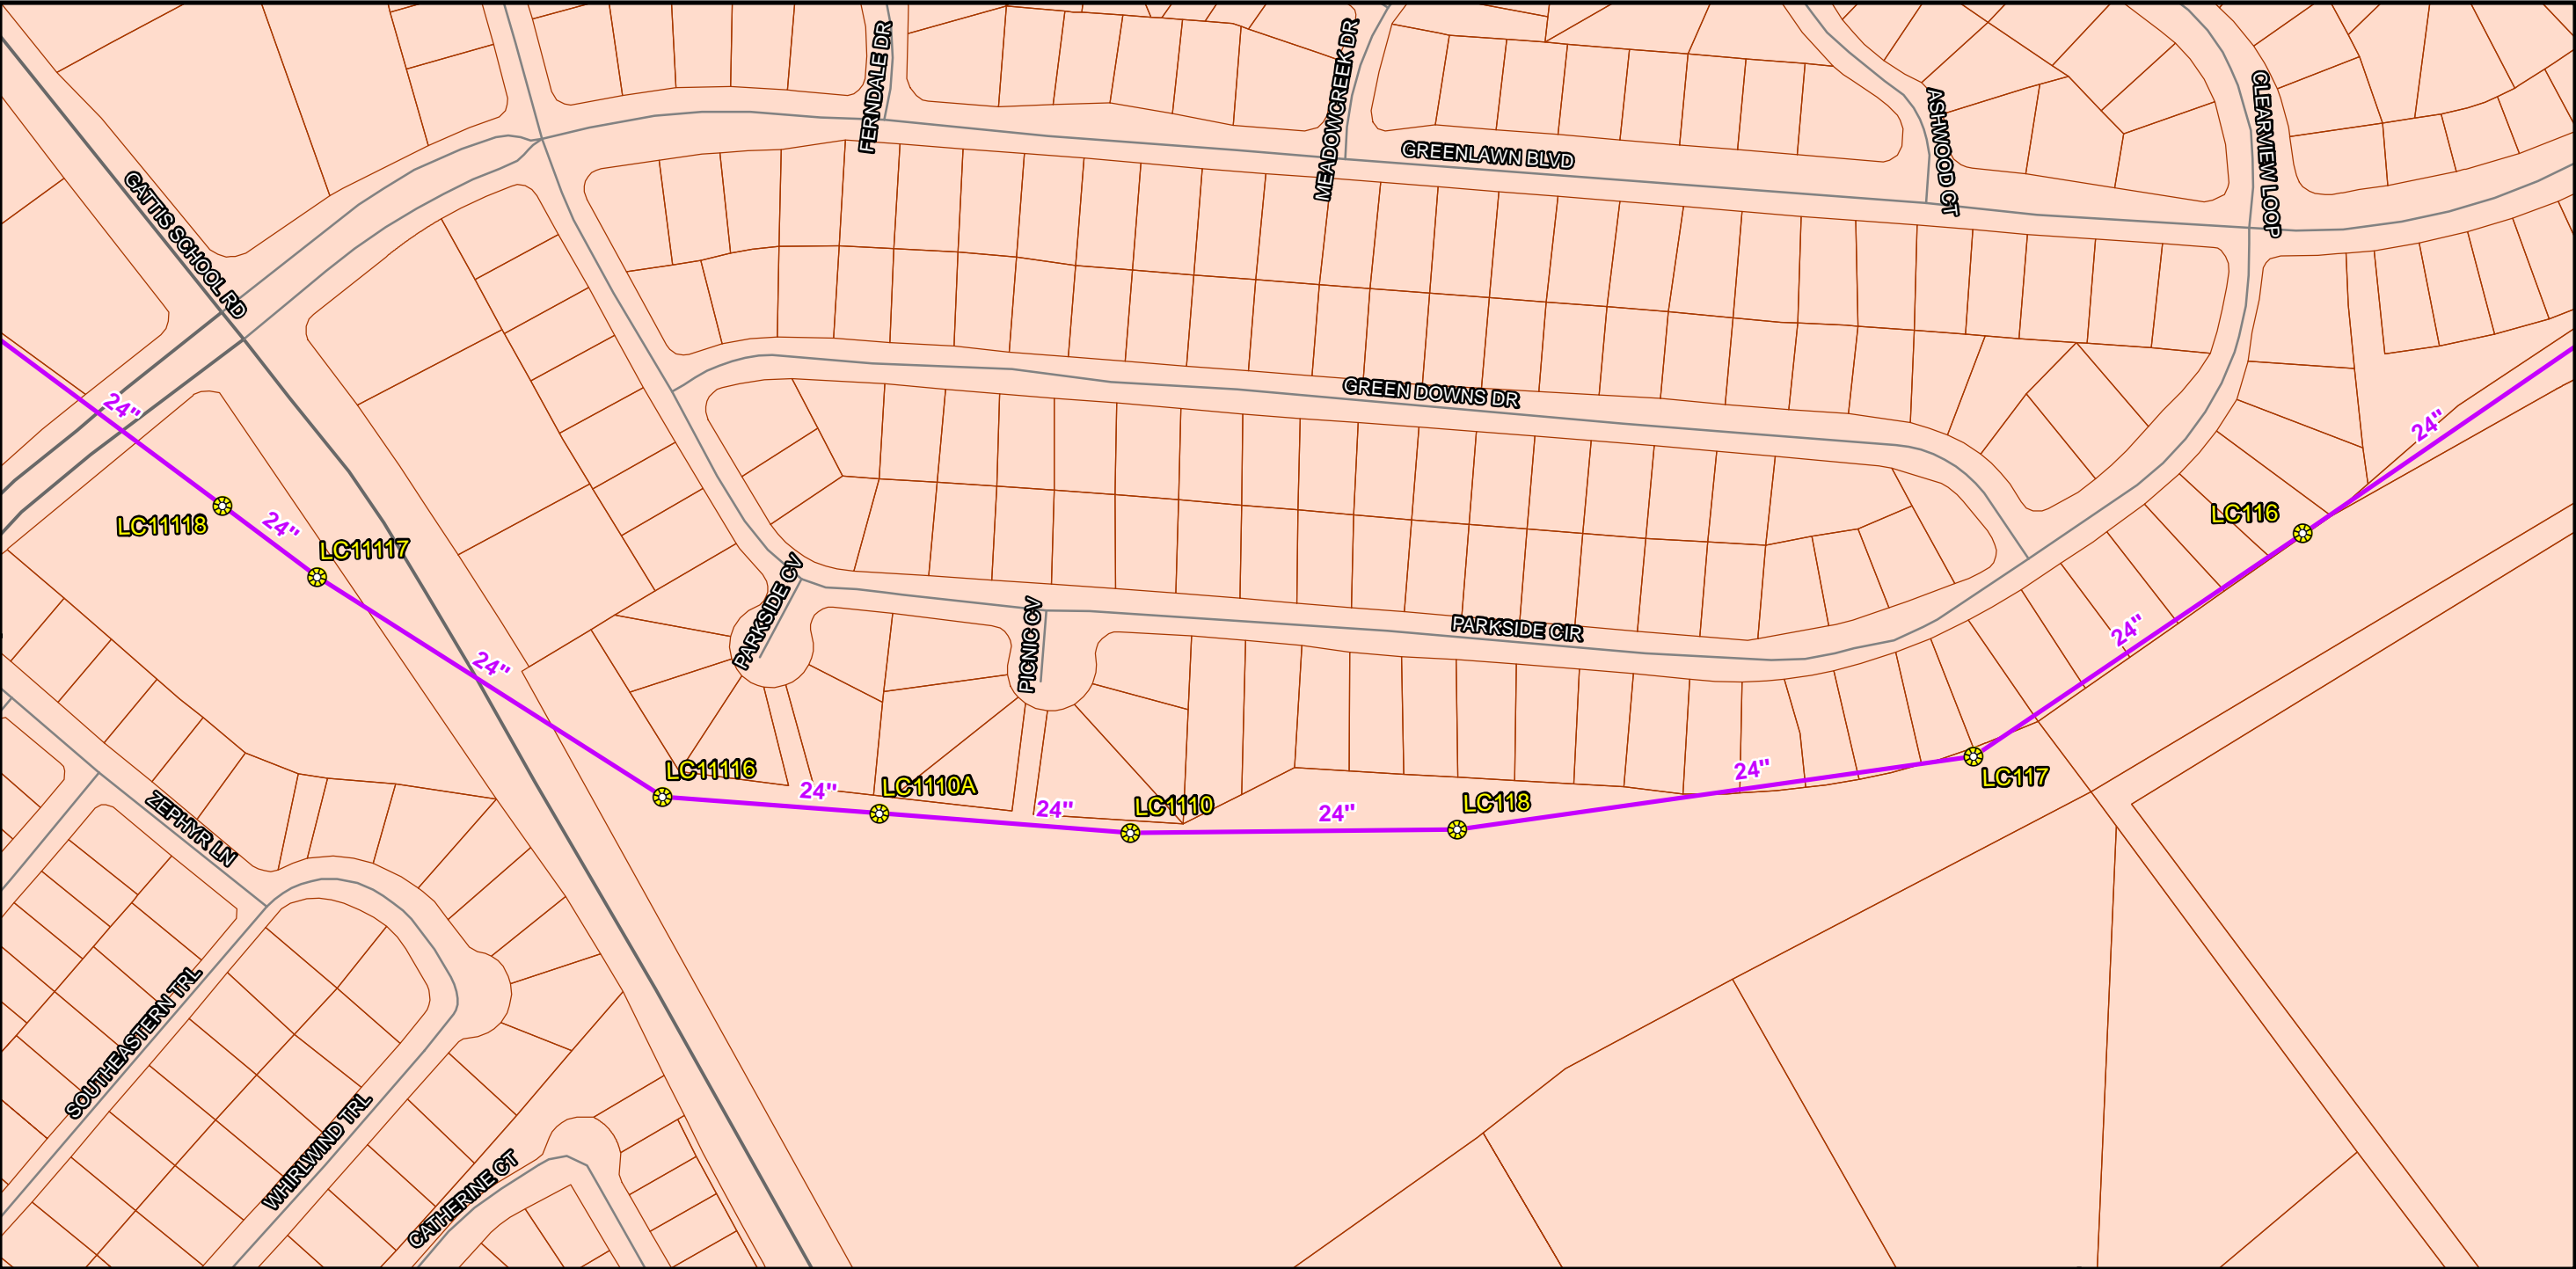 FERNDALE DR
MEADOWCREEK DR
GREENLAWN BLVD
ASHWOOD CT
CLEARVIEW LOOP
GATTIS SCHOOL RD
GREEN DOWNS DR
24"
24"
LC11118
24"
LC11117
LC116
PARKSIDE CV
PICNIC CV
PARKSIDE CIR
24"
24"
LC11116
24"
LC1110A
24"
LC1110
24"
LC118
24"
LC117
ZEPHYR LN
SOUTHEASTERN TRL
WHIRLWIND TRL
CATHERINE CT